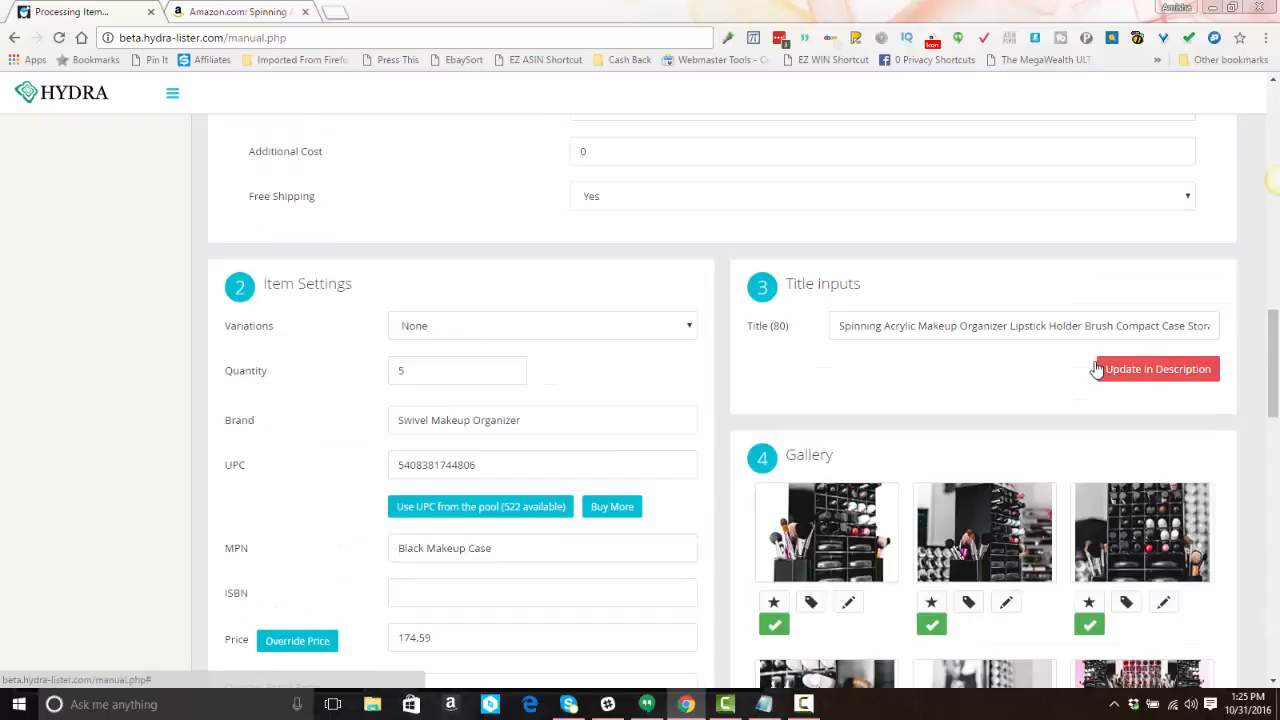 Processing Item...
Amazon.com: Spinning A
Amisha
beta.hydra-lister.com/manual.php
Apps
Bookmarks
Pin It
Affiliates
Imported From Firefo
Press This
EbaySort
EZ ASIN Shortcut
Cash Back
Webmaster Tools - Ce
EZ WIN Shortcut
0 Privacy Shortcuts
The MegaWealth ULT
»
Other bookmarks
HYDRA
Additional Cost
0
Free Shipping
Yes
2 Item Settings
3 Title inputs
Variations
None
Title (80)
Spinning Acrylic Makeup Organizer Lipstick Holder Brush Compact Case Stora
Quantity
5
Update in Description
Brand
Swivel Makeup Organizer
4 Gallery
UPC
5408381744806
Use UPC from the pool (522 available)
Buy More
MPN
Black Makeup Case
ISBN
Price
Override Price
174.59
beta.hydra-lister.com/manual.php#
Ask me anything
1:25 PM
10/31/2016